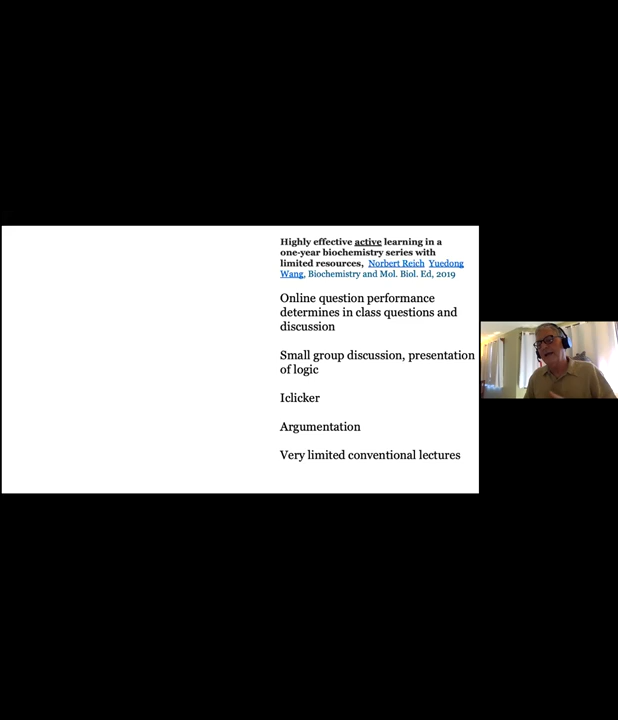 Highly effective active learning in a
one-year biochemistry series with
limited resources, Norbert Reich Yuedong
Wang, Biochemistry and Mol. Biol. Ed, 2019
Online question performance
determines in class questions and
discussion
Small group discussion, presentation
of logic
Iclicker
Argumentation
Very limited conventional lectures